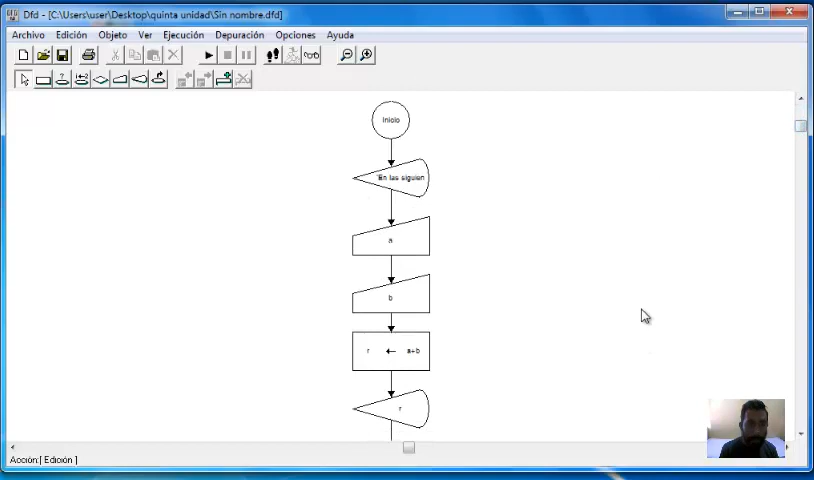 Dfd - [C:\Users\user\Desktop\quinta unidad\Sin nombre.dfd]
Archivo Edición Objeto Ver Ejecución Depuración Opciones Ayuda
Inicio
'En las siguien
a
b
r ← a+b
r
Acción:[ Edición ]